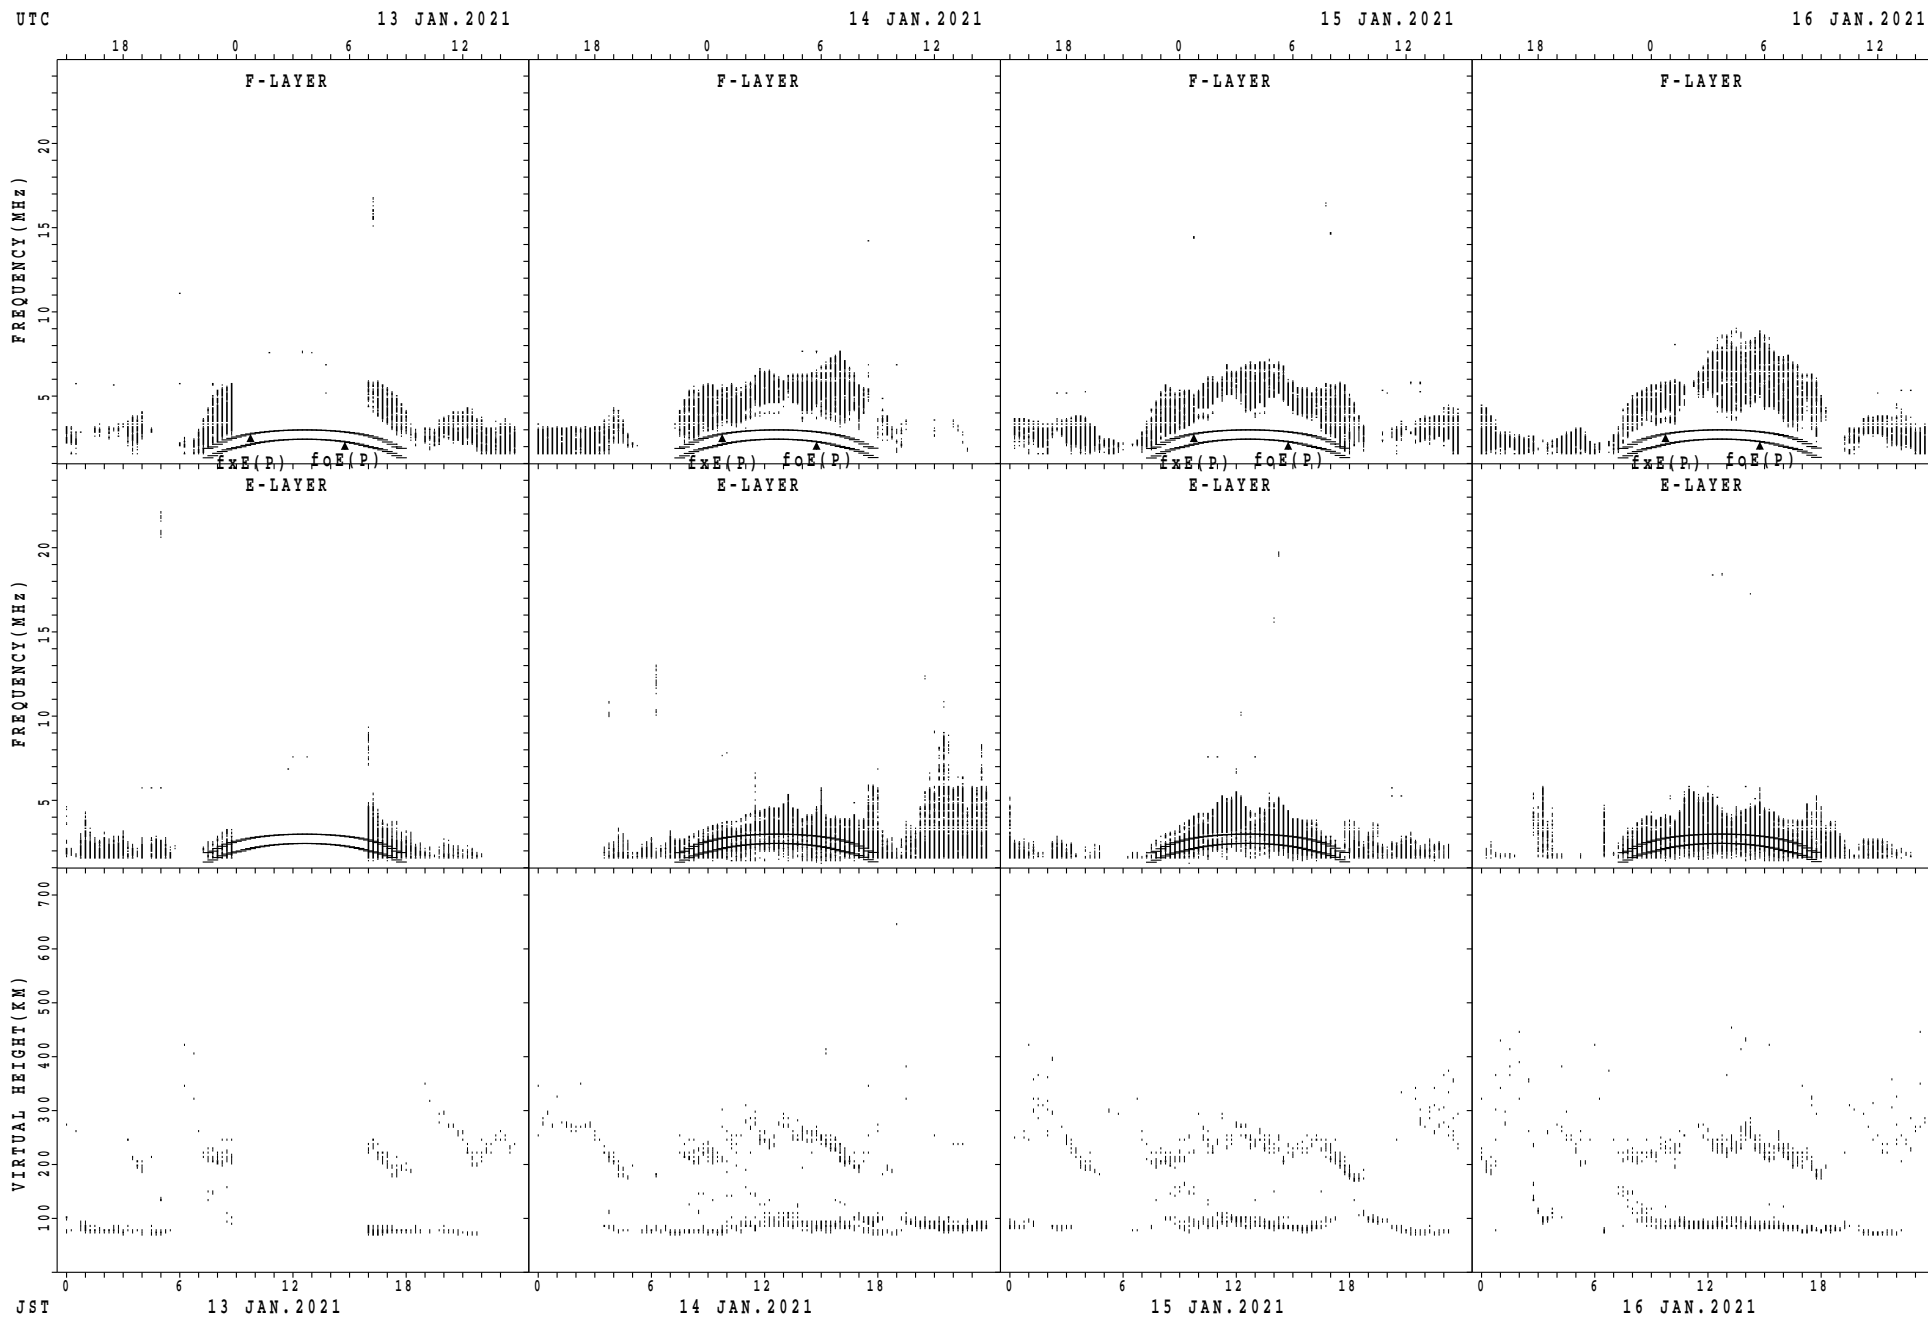 UTC 13 JAN.2021 14 JAN.2021 15 JAN.2021 16 JAN.2021
18 0 6 12 18 0 6 12 18 0 6 12 18 0 6 12
F-LAYER F-LAYER F-LAYER F-LAYER
FREQUENCY(MHz)
20
15
10
5
fxE(P) foE(P) fxE(P) foE(P) fxE(P) foE(P) fxE(P) foE(P)
E-LAYER E-LAYER E-LAYER E-LAYER
FREQUENCY(MHz)
20
15
10
5
VIRTUAL HEIGHT(KM)
700
600
500
400
300
200
100
0 6 12 18 0 6 12 18 0 6 12 18 0 6 12 18
JST 13 JAN.2021 14 JAN.2021 15 JAN.2021 16 JAN.2021